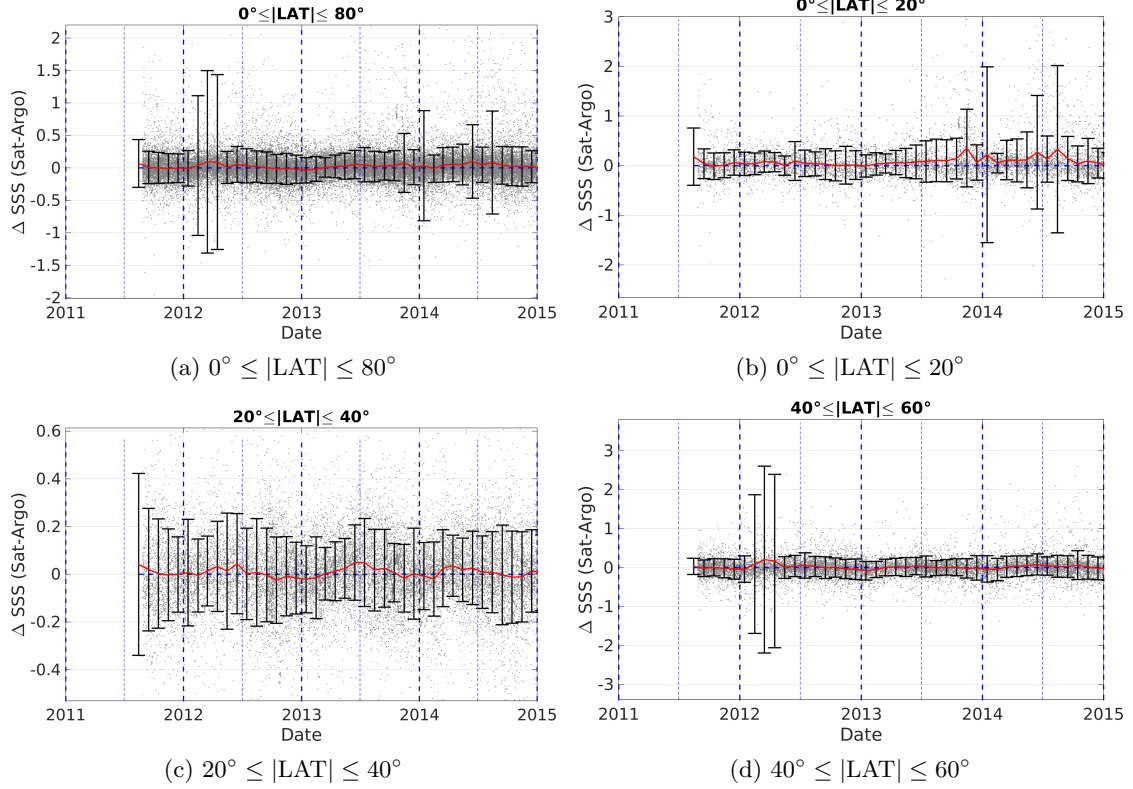 0°≤|LAT|≤ 80°
Δ SSS (Sat-Argo)
2
1.5
1
0.5
0
-0.5
-1
-1.5
-2
2011 2012 2013 2014 2015
Date
(a) 0° ≤ |LAT| ≤ 80°
0°≤|LAT|≤ 20°
Δ SSS (Sat-Argo)
3
2
1
0
-1
-2
2011 2012 2013 2014 2015
Date
(b) 0° ≤ |LAT| ≤ 20°
20°≤|LAT|≤ 40°
Δ SSS (Sat-Argo)
0.6
0.4
0.2
0
-0.2
-0.4
2011 2012 2013 2014 2015
Date
(c) 20° ≤ |LAT| ≤ 40°
40°≤|LAT|≤ 60°
Δ SSS (Sat-Argo)
3
2
1
0
-1
-2
-3
2011 2012 2013 2014 2015
Date
(d) 40° ≤ |LAT| ≤ 60°